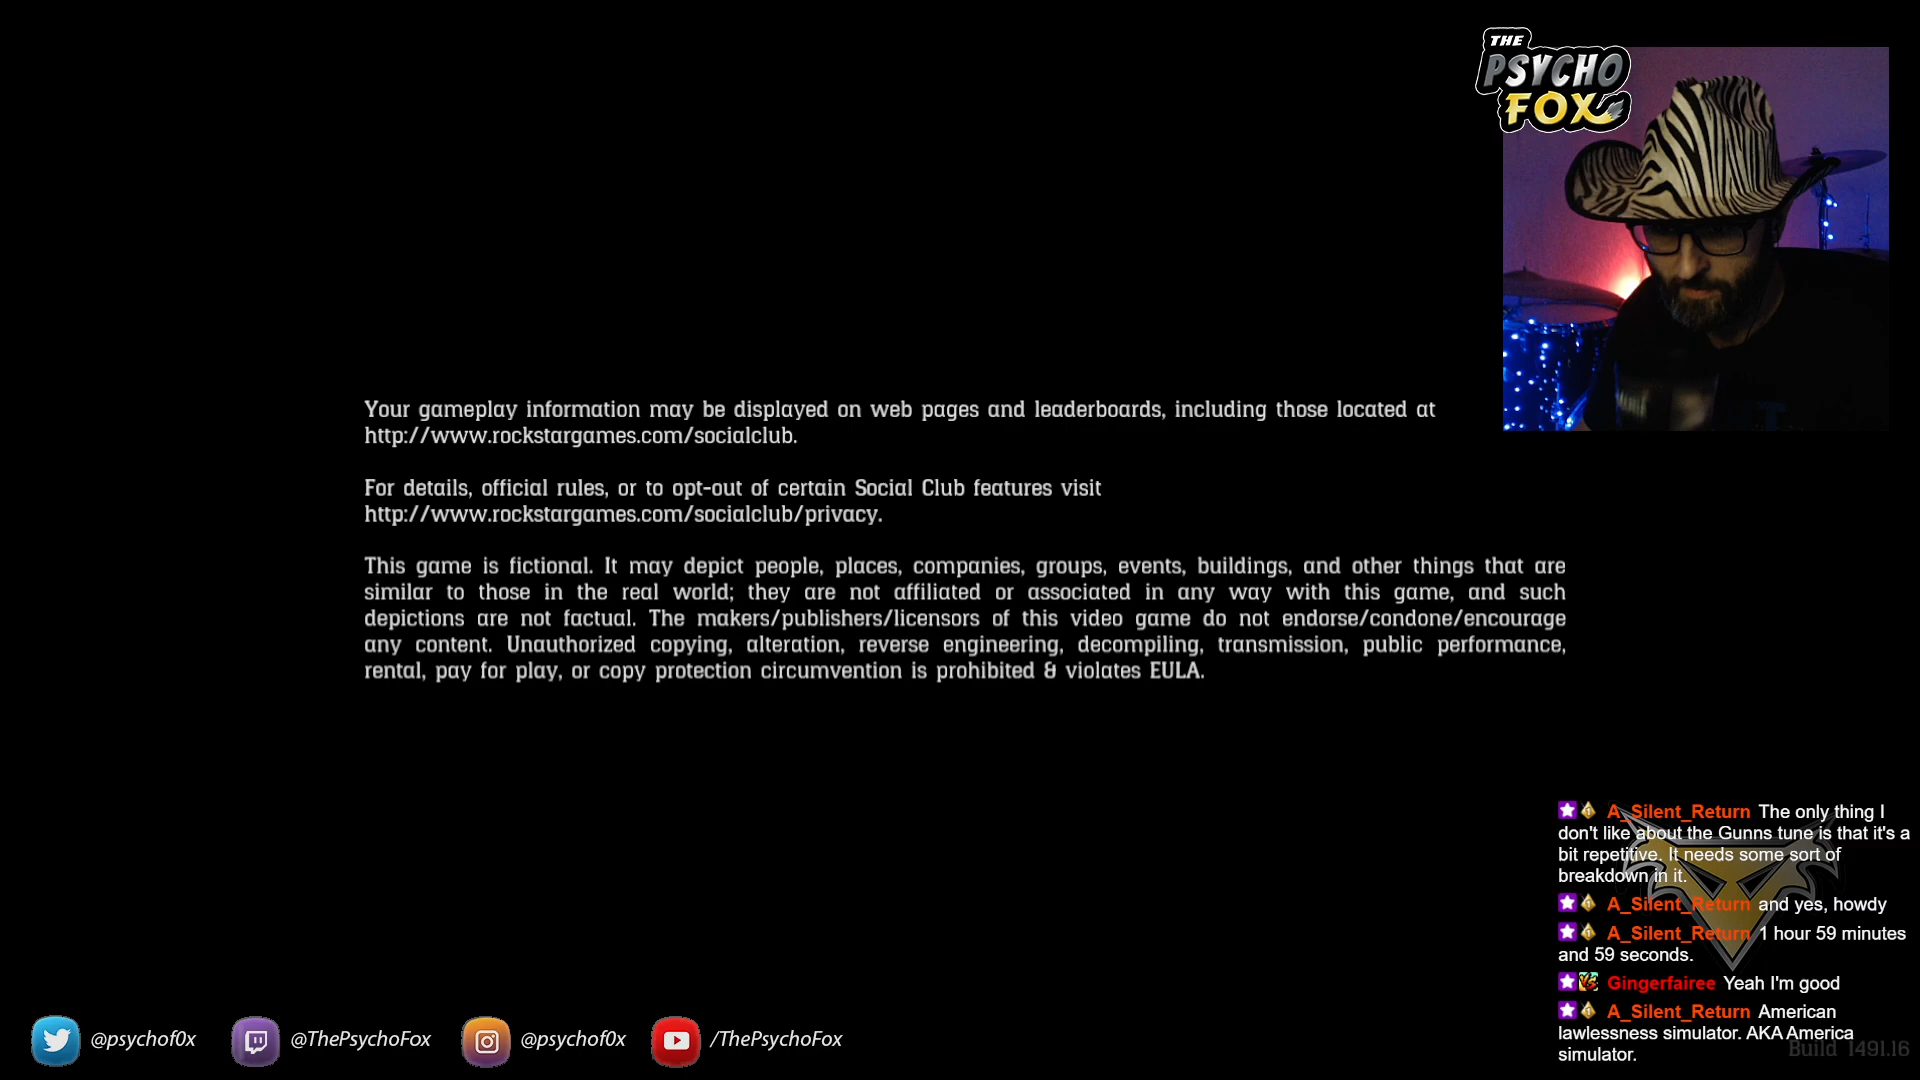 THE
PSYCHO
FOX
Your gameplay information may be displayed on web pages and leaderboards, including those located at
http://www.rockstargames.com/socialclub.
For details, official rules, or to opt-out of certain Social Club features visit
http://www.rockstargames.com/socialclub/privacy.
This game is fictional. It may depict people, places, companies, groups, events, buildings, and other things that are
similar to those in the real world; they are not affiliated or associated in any way with this game, and such
depictions are not factual. The makers/publishers/licensors of this video game do not endorse/condone/encourage
any content. Unauthorized copying, alteration, reverse engineering, decompiling, transmission, public performance,
rental, pay for play, or copy protection circumvention is prohibited & violates EULA.
A_Silent_Return The only thing I
don't like about the Gunns tune is that it's a
bit repetitive. It needs some sort of
breakdown in it.
A_Silent_Return and yes, howdy
A_Silent_Return 1 hour 59 minutes
and 59 seconds.
Gingerfairee Yeah I'm good
A_Silent_Return American
lawlessness simulator. AKA America
simulator.
Build 1491.16
@psychof0x
@ThePsychoFox
@psychof0x
/ThePsychoFox